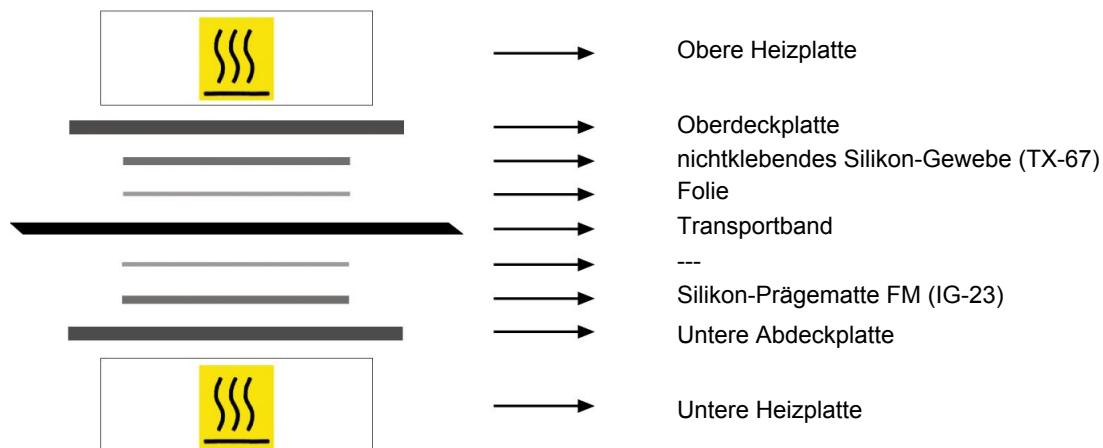 Obere Heizplatte
Oberdeckplatte
nichtklebendes Silikon-Gewebe (TX-67)
Folie
Transportband
---
Silikon-Prägematte FM (IG-23)
Untere Abdeckplatte
Untere Heizplatte